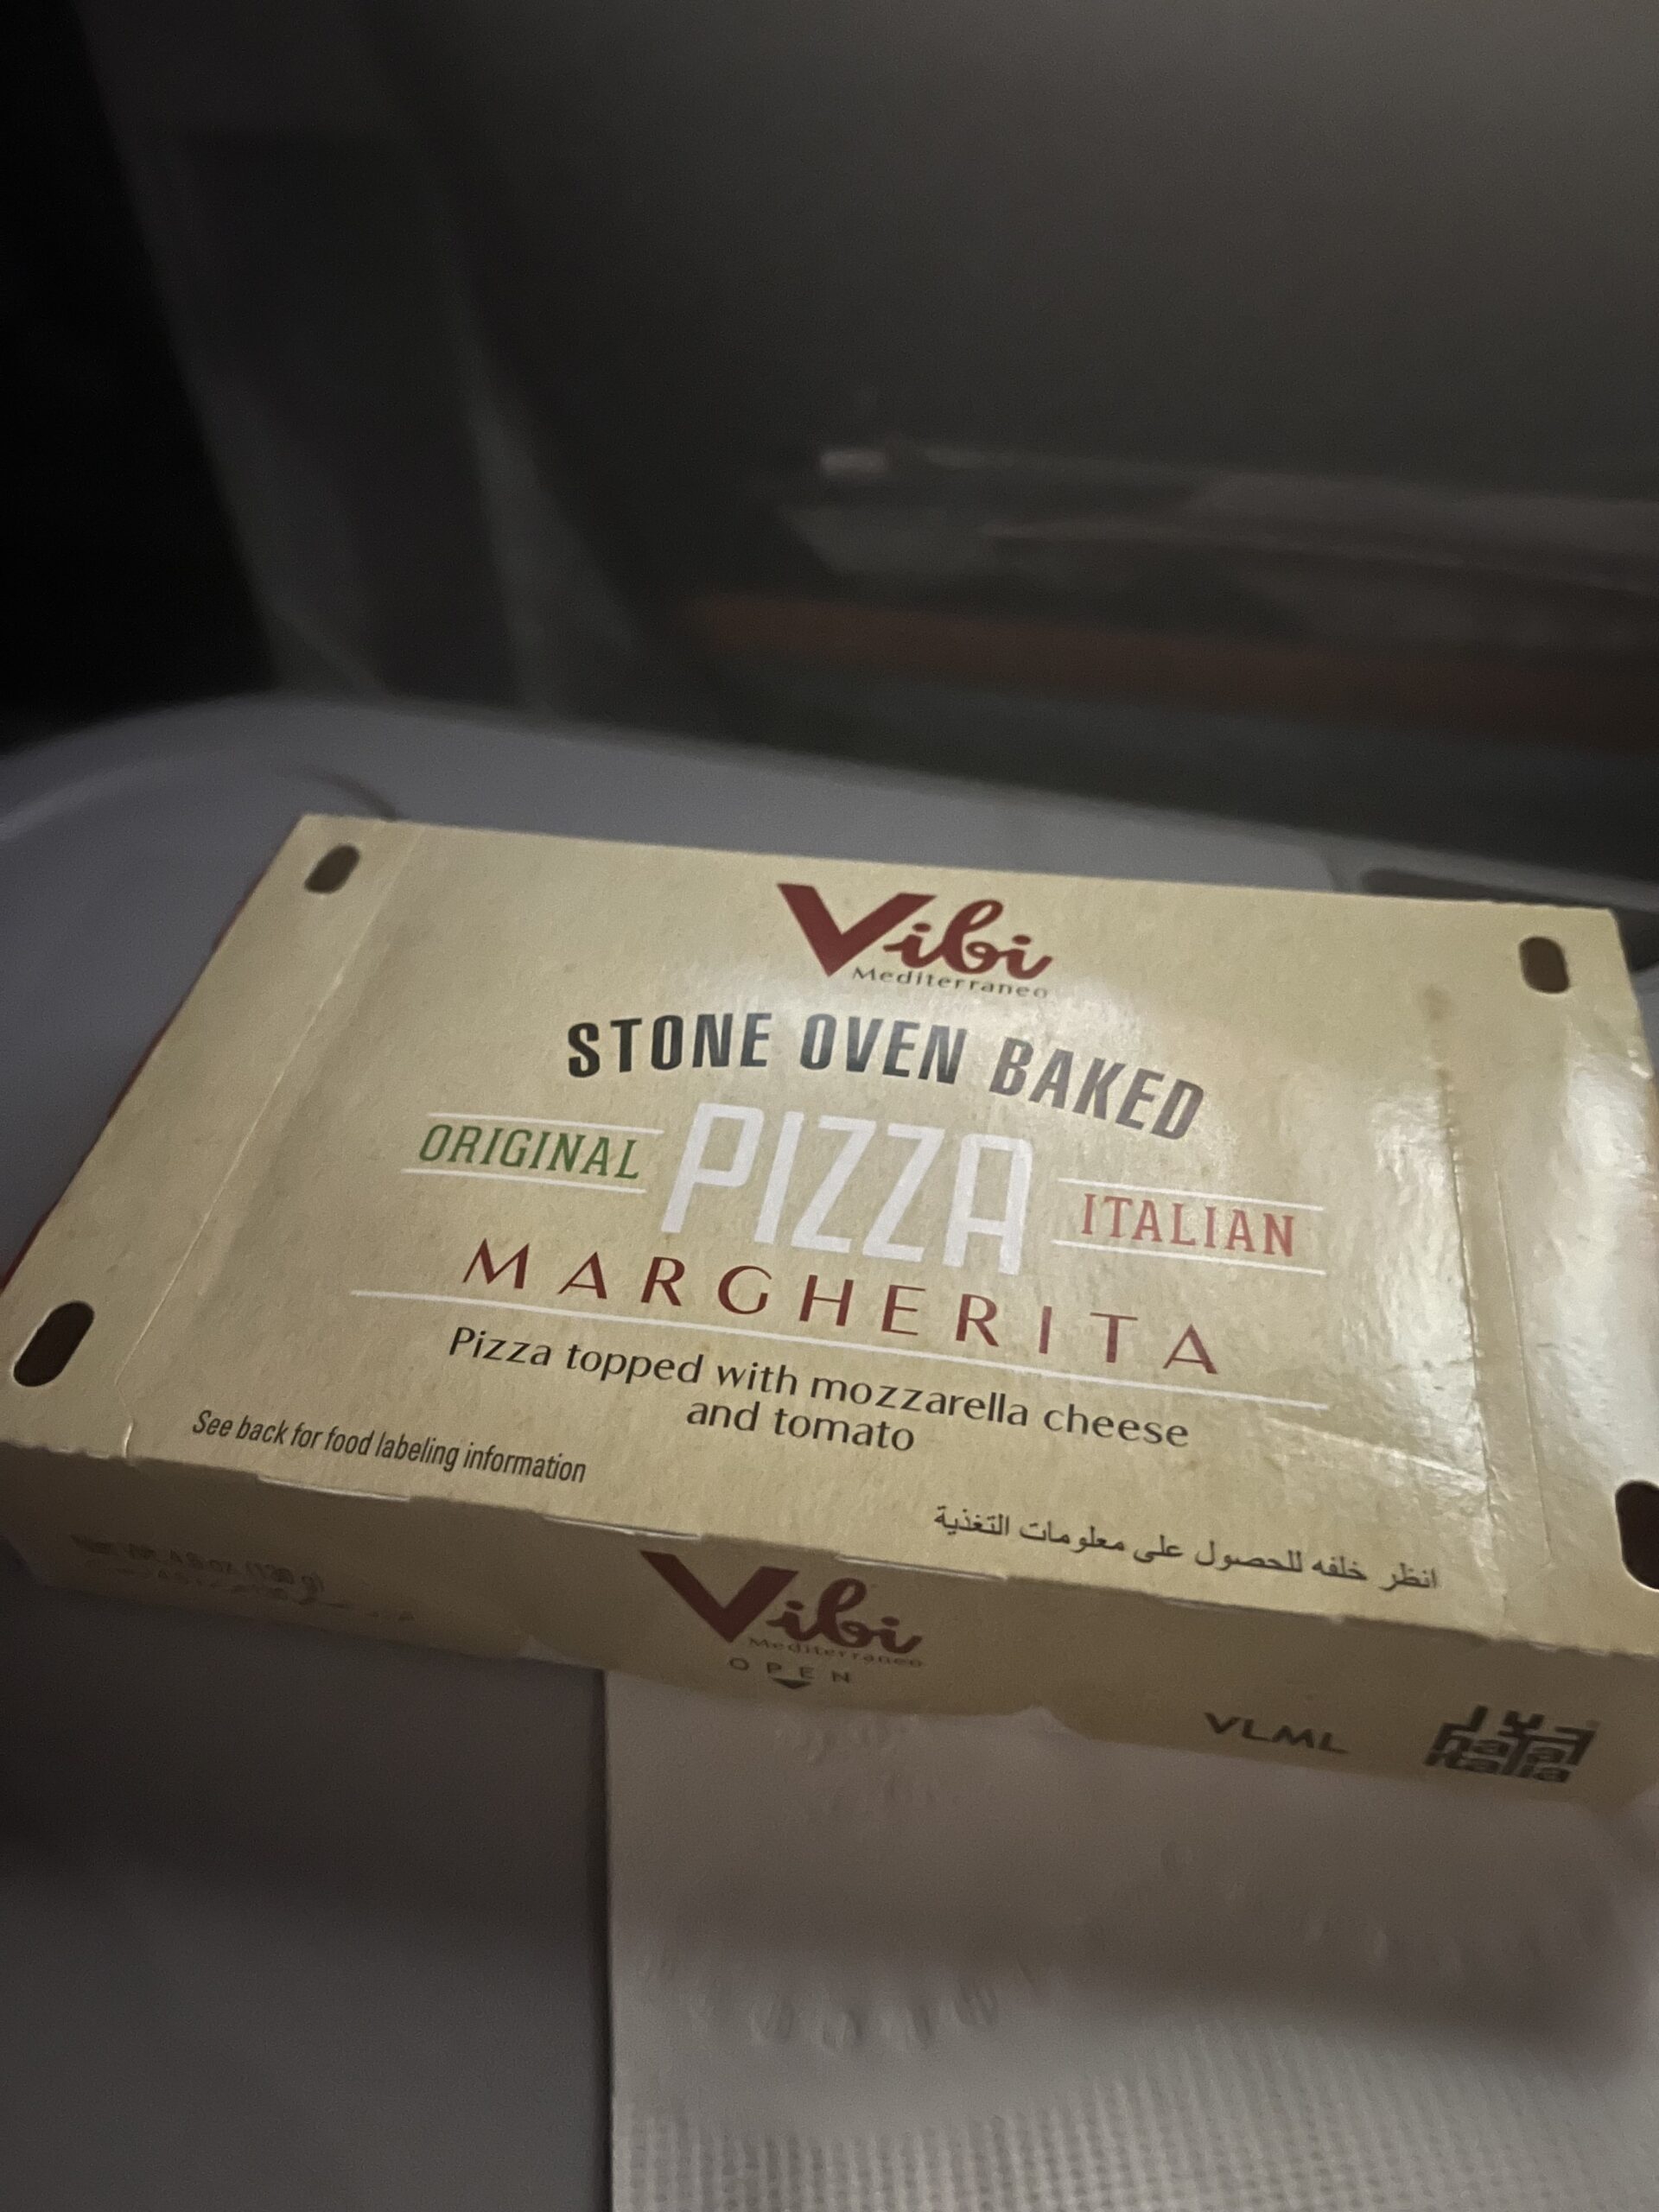 Vibi
Mediterraneo
STONE OVEN BAKED
ORIGINAL PIZZA ITALIAN
MARGHERITA
Pizza topped with mozzarella cheese
and tomato
See back for food labeling information
انظر خلفه للحصول على معلومات التغذية
Vibi
Mediterraneo
OPEN
VLML
حلال
halal
italia